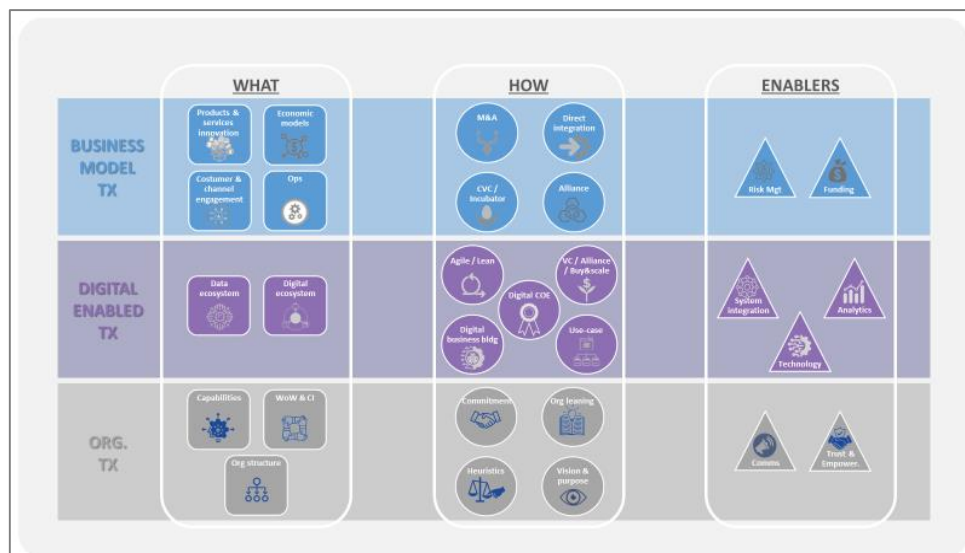 WHAT
HOW
ENABLERS
BUSINESS
MODEL
TX
Products &
services
innovation
Economic
models
Costumer &
channel
engagement
Ops
M&A
Direct
integration
CVC /
Incubator
Alliance
Risk Mgt
Funding
DIGITAL
ENABLED
TX
Data
ecosystem
Digital
ecosystem
Agile / Lean
VC / Alliance
/ Buy&scale
Digital COE
Digital
business bldg
Use-case
System
integration
Analytics
Technology
ORG.
TX
Capabilities
WoW & CI
Org structure
Commitment
Org leaning
Heuristics
Vision &
purpose
Comms
Trust &
Empower.